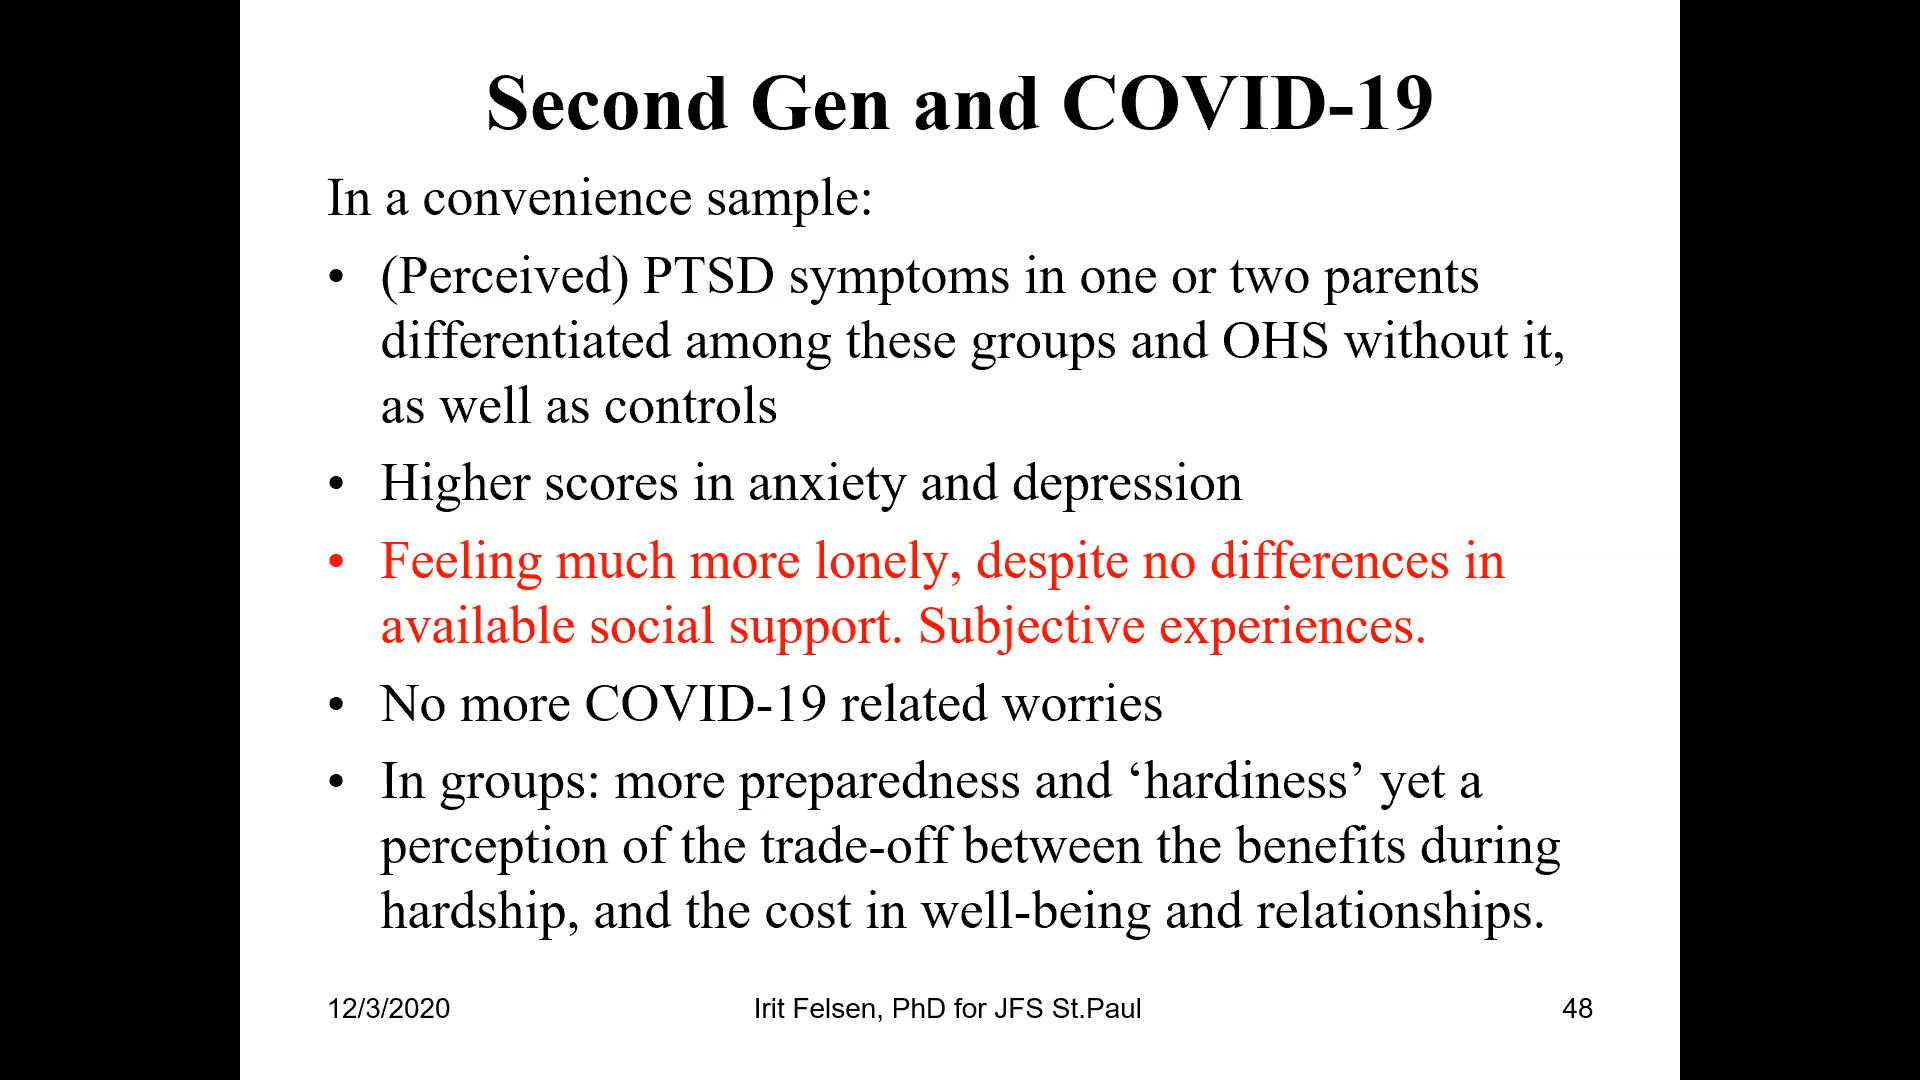 Second Gen and COVID-19
In a convenience sample:
• (Perceived) PTSD symptoms in one or two parents
differentiated among these groups and OHS without it,
as well as controls
• Higher scores in anxiety and depression
• Feeling much more lonely, despite no differences in
available social support. Subjective experiences.
• No more COVID-19 related worries
• In groups: more preparedness and ‘hardiness’ yet a
perception of the trade-off between the benefits during
hardship, and the cost in well-being and relationships.
12/3/2020 Irit Felsen, PhD for JFS St.Paul 48